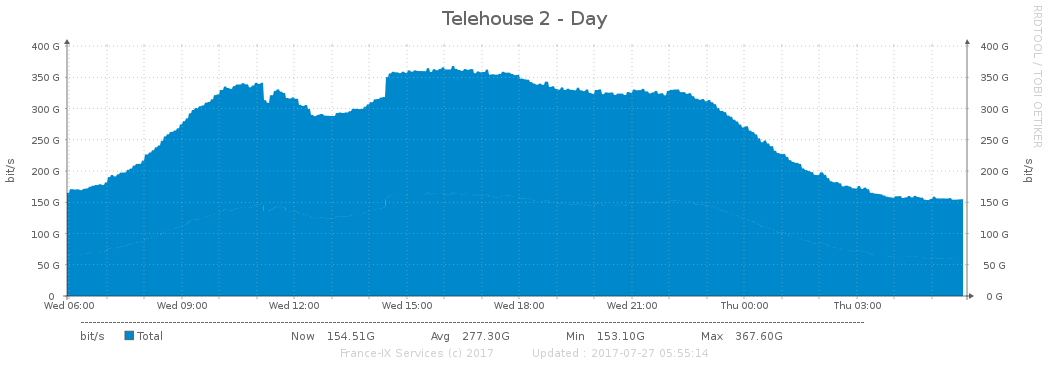 Telehouse 2 - Day
RRDTOOL / TOBI OETIKER
400 G 400 G
350 G 350 G
300 G 300 G
250 G 250 G
200 G 200 G
150 G 150 G
100 G 100 G
50 G 50 G
0 0 G
bit/s bit/s
Wed 06:00 Wed 09:00 Wed 12:00 Wed 15:00 Wed 18:00 Wed 21:00 Thu 00:00 Thu 03:00
bit/s Total Now 154.51G Avg 277.30G Min 153.10G Max 367.60G
France-IX Services (c) 2017 Updated : 2017-07-27 05:55:14